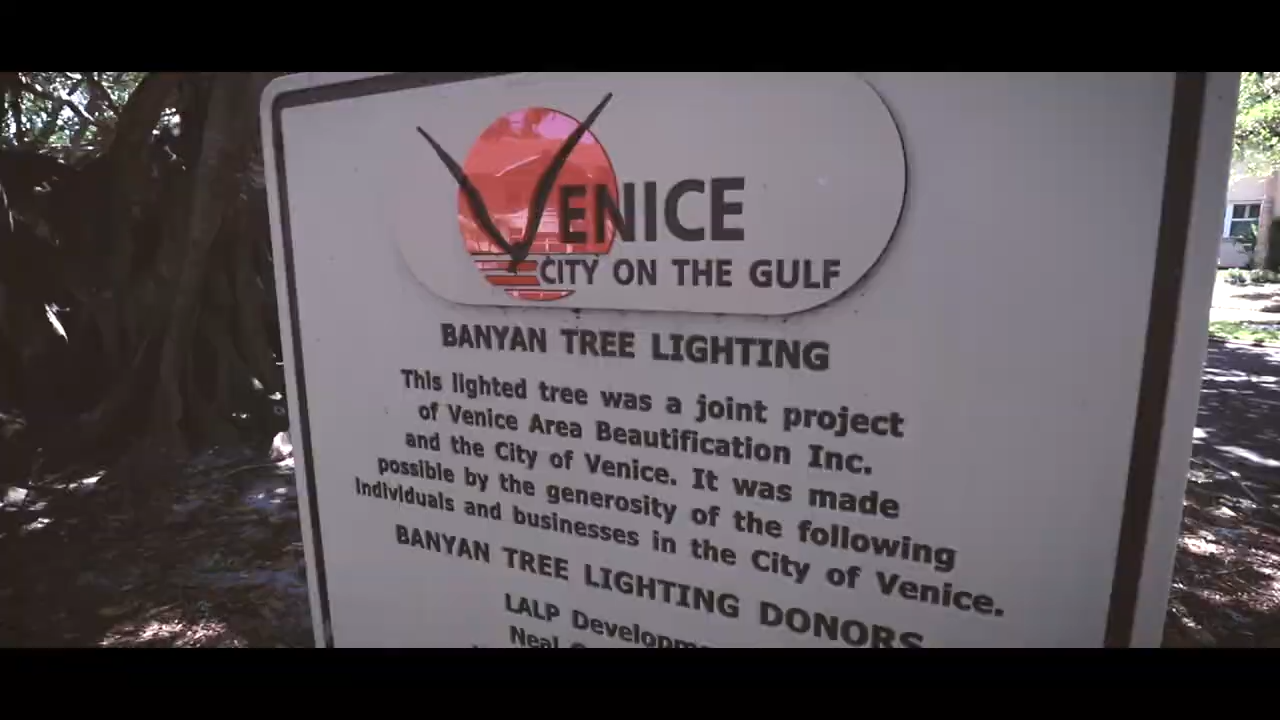 VENICE
CITY ON THE GULF
BANYAN TREE LIGHTING
This lighted tree was a joint project
of Venice Area Beautification Inc.
and the City of Venice. It was made
possible by the generosity of the following
individuals and businesses in the City of Venice.
BANYAN TREE LIGHTING DONORS
LALP
Neal